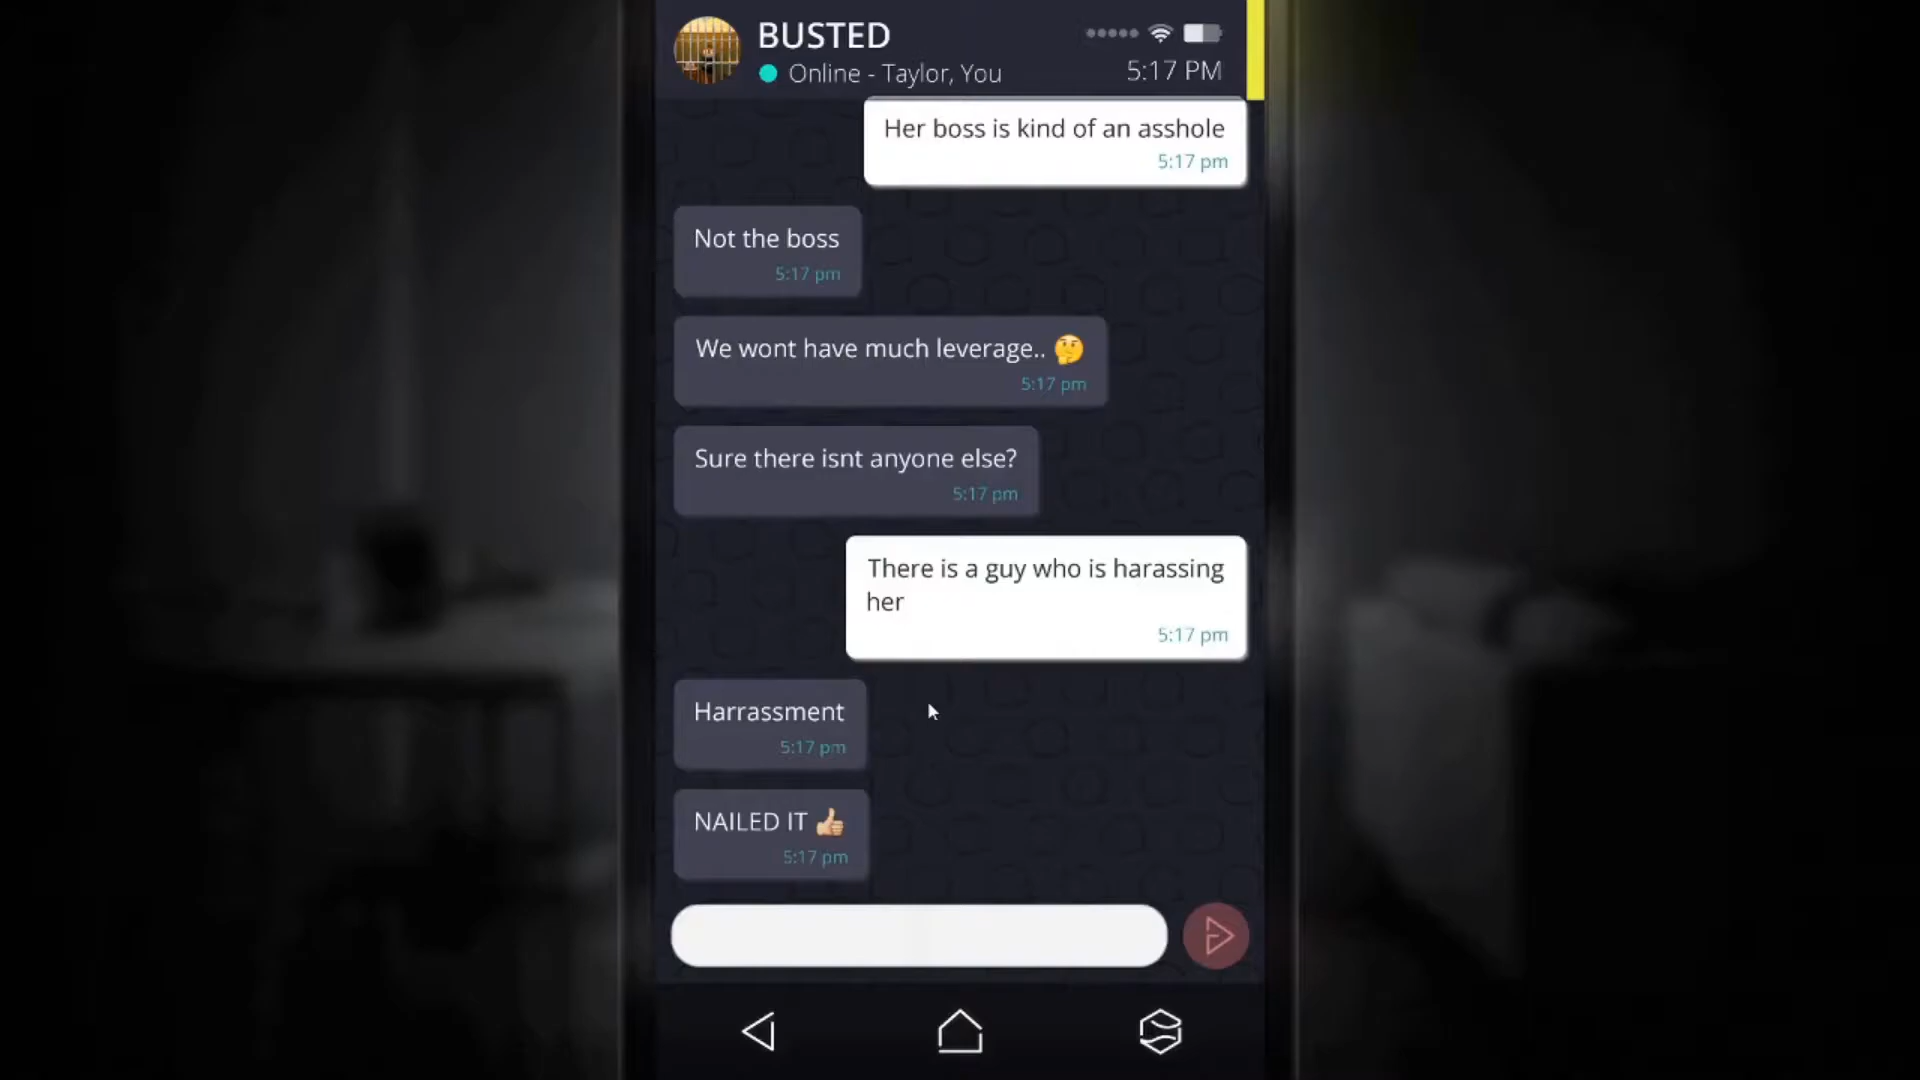 BUSTED
Online - Taylor, You
5:17 PM
Her boss is kind of an asshole
5:17 pm
Not the boss
5:17 pm
We wont have much leverage.. 🤔
5:17 pm
Sure there isnt anyone else?
5:17 pm
There is a guy who is harassing
her
5:17 pm
Harrassment
5:17 pm
NAILED IT 👍🏼
5:17 pm